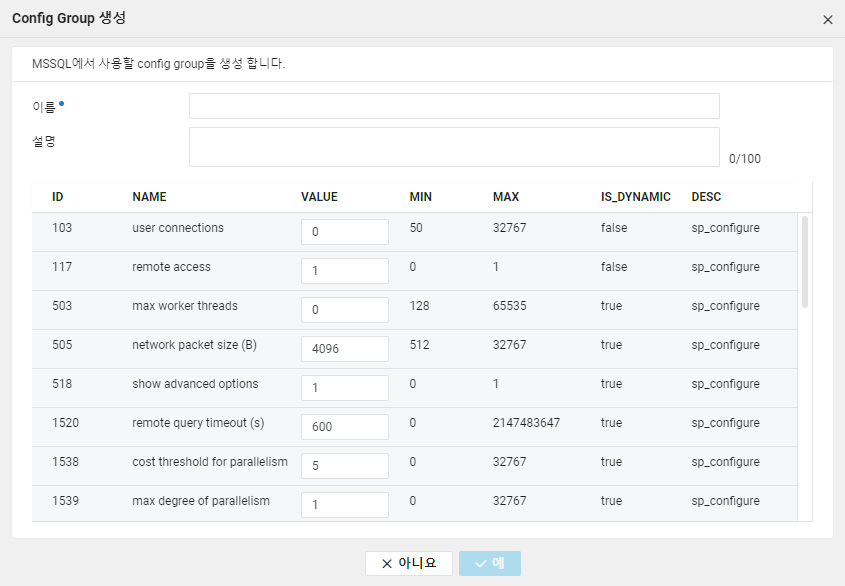 Config Group 생성
MSSQL에서 사용할 config group을 생성 합니다.
이름
설명
0/100
ID NAME VALUE MIN MAX IS_DYNAMIC DESC
103 user connections 0 50 32767 false sp_configure
117 remote access 1 0 1 false sp_configure
503 max worker threads 0 128 65535 true sp_configure
505 network packet size (B) 4096 512 32767 true sp_configure
518 show advanced options 1 0 1 true sp_configure
1520 remote query timeout (s) 600 0 2147483647 true sp_configure
1538 cost threshold for parallelism 5 0 32767 true sp_configure
1539 max degree of parallelism 1 0 32767 true sp_configure
아니요 예